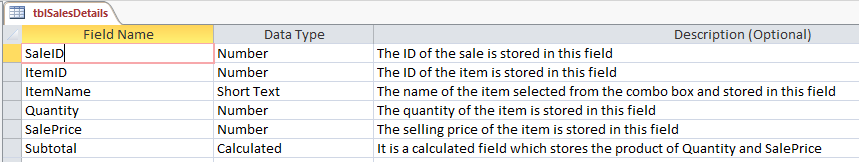 tblSalesDetails
Field Name Data Type Description (Optional)
SaleID Number The ID of the sale is stored in this field
ItemID Number The ID of the item is stored in this field
ItemName Short Text The name of the item selected from the combo box and stored in this field
Quantity Number The quantity of the item is stored in this field
SalePrice Number The selling price of the item is stored in this field
Subtotal Calculated It is a calculated field which stores the product of Quantity and SalePrice